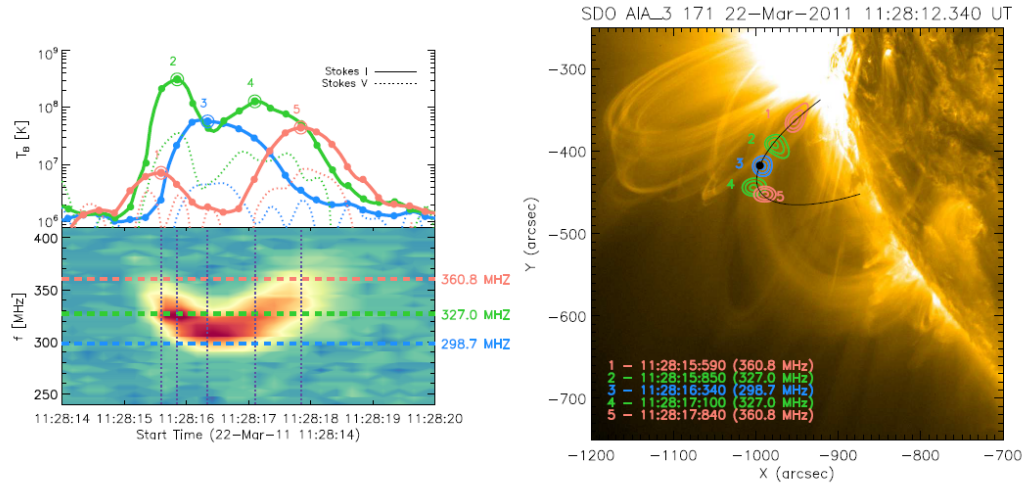 SDO AIA_3 171 22-Mar-2011 11:28:12.340 UT
10⁹
10⁸
10⁷
10⁶
T_B [K]
Stokes I
Stokes V
1
2
3
4
5
400
350
300
250
f [MHz]
360.8 MHZ
327.0 MHZ
298.7 MHZ
11:28:14 11:28:15 11:28:16 11:28:17 11:28:18 11:28:19 11:28:20
Start Time (22-Mar-11 11:28:14)
-300
-400
-500
-600
-700
Y (arcsec)
1
2
3
4
5
1 - 11:28:15:590 (360.8 MHz)
2 - 11:28:15:850 (327.0 MHz)
3 - 11:28:16:340 (298.7 MHz)
4 - 11:28:17:100 (327.0 MHz)
5 - 11:28:17:840 (360.8 MHz)
-1200 -1100 -1000 -900 -800 -700
X (arcsec)